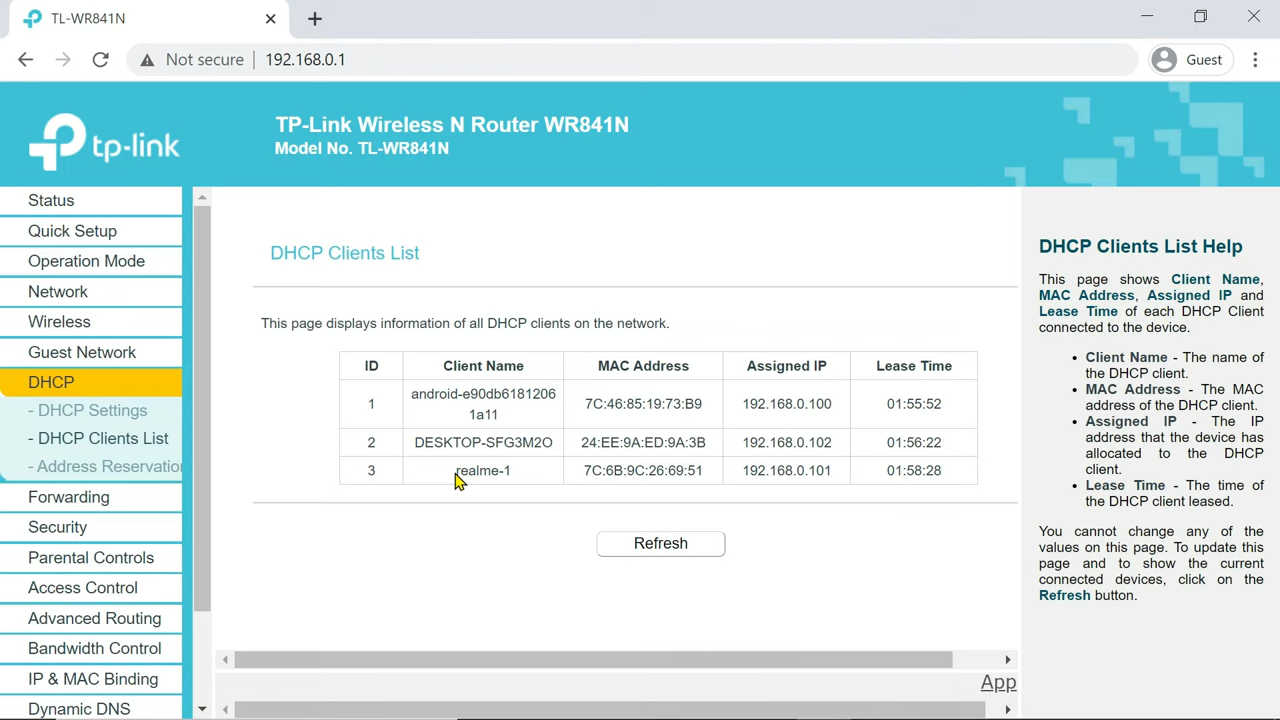 TL-WR841N
Not secure
192.168.0.1
Guest
tp-link
TP-Link Wireless N Router WR841N
Model No. TL-WR841N
Status
Quick Setup
Operation Mode
Network
Wireless
Guest Network
DHCP
- DHCP Settings
- DHCP Clients List
- Address Reservatio
Forwarding
Security
Parental Controls
Access Control
Advanced Routing
Bandwidth Control
IP & MAC Binding
Dynamic DNS
DHCP Clients List
This page displays information of all DHCP clients on the network.
ID Client Name MAC Address Assigned IP Lease Time
1 android-e90db6181206 7C:46:85:19:73:B9 192.168.0.100 01:55:52
1a11
2 DESKTOP-SFG3M2O 24:EE:9A:ED:9A:3B 192.168.0.102 01:56:22
3 realme-1 7C:6B:9C:26:69:51 192.168.0.101 01:58:28
Refresh
App
DHCP Clients List Help
This page shows Client Name,
MAC Address, Assigned IP and
Lease Time of each DHCP Client
connected to the device.
• Client Name - The name of
the DHCP client.
• MAC Address - The MAC
address of the DHCP client.
• Assigned IP - The IP
address that the device has
allocated to the DHCP
client.
• Lease Time - The time of
the DHCP client leased.
You cannot change any of the
values on this page. To update this
page and to show the current
connected devices, click on the
Refresh button.